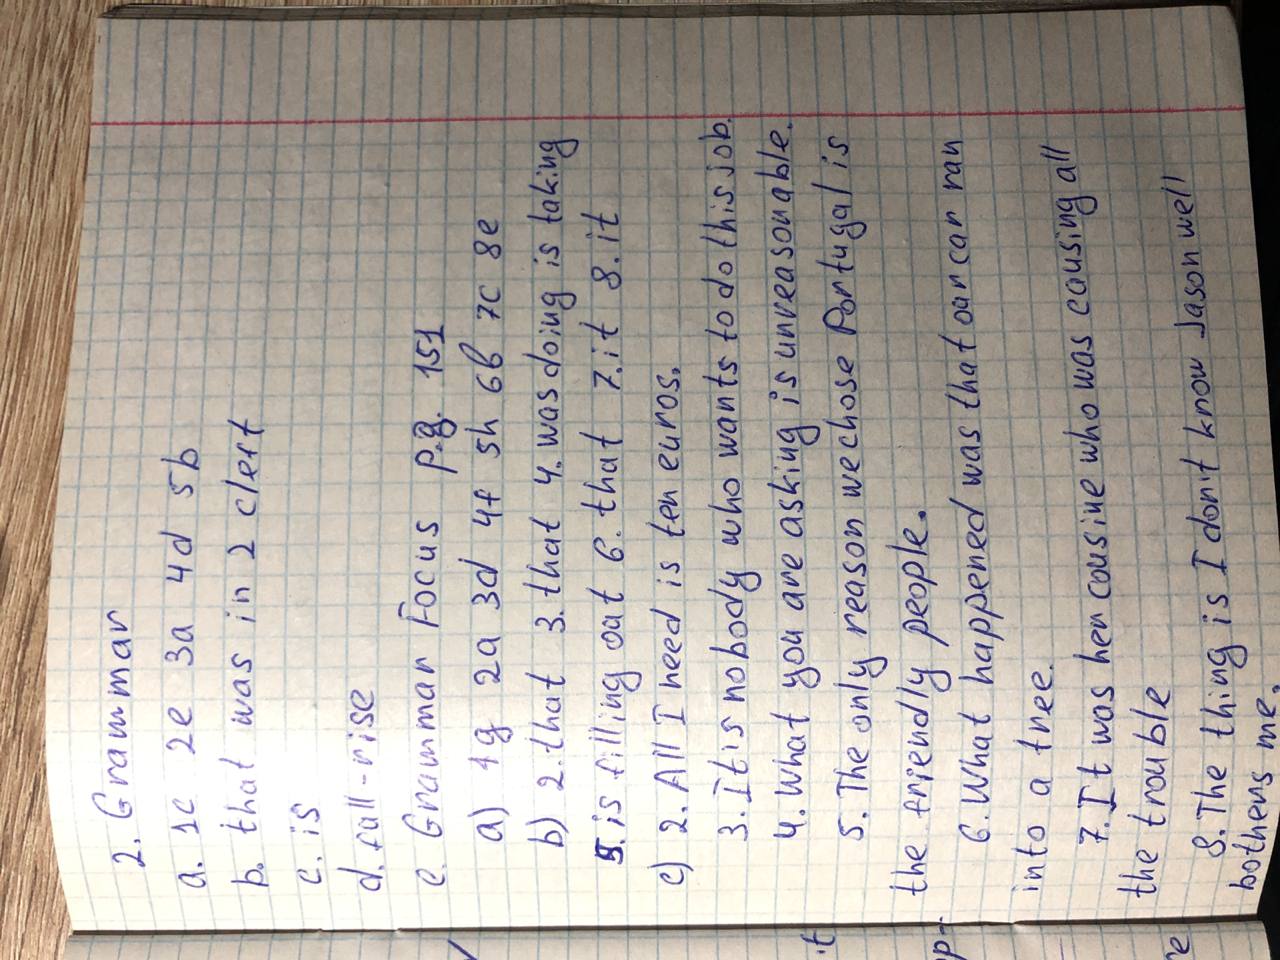 2. Grammar
a. 1c 2e 3a 4d 5b
b. that was in 2 cleft
c. is
d. fall-rise
e. Grammar Focus p.g. 151
a) 1g 2a 3d 4f 5h 6b 7c 8e
b) 2. that 3. that 4. was doing is taking
5. is filling out 6. that 7. it 8. it
c) 2. All I need is ten euros.
3. It is nobody who wants to do this job.
4. What you are asking is unreasonable.
5. The only reason we chose Portugal is
the friendly people.
6. What happened was that our car ran
into a tree.
7. It was her cousine who was causing all
the trouble
8. The thing is I don't know Jason well
bothers me.
it
op-
re